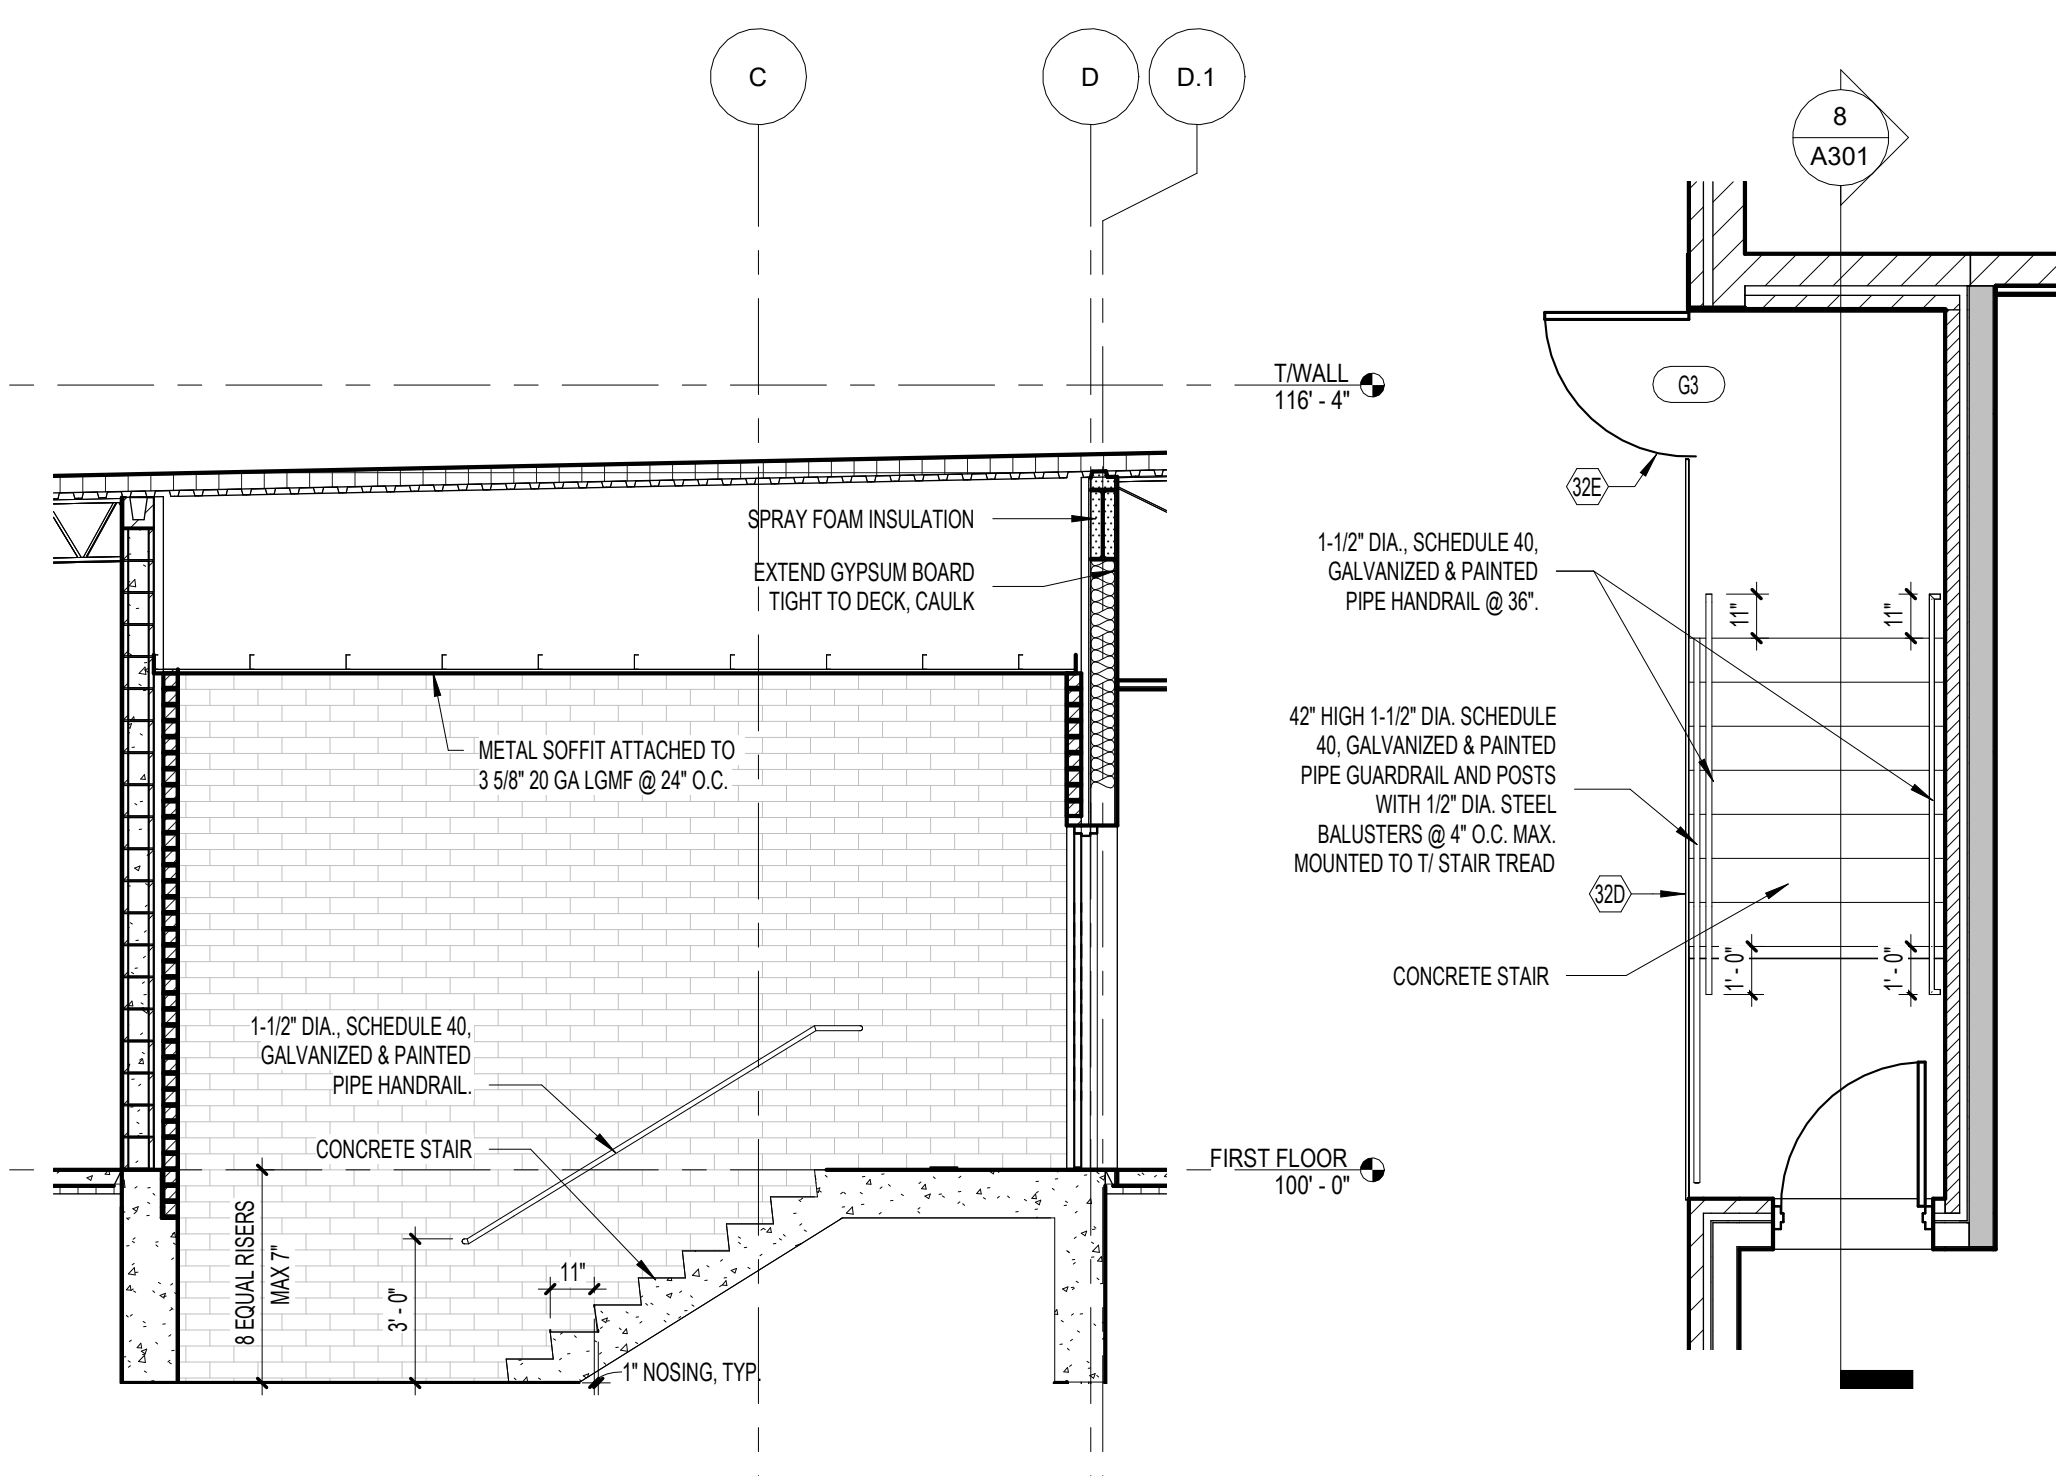 C
D
D.1
8
A301
T/WALL
116' - 4"
G3
32E
SPRAY FOAM INSULATION
EXTEND GYPSUM BOARD
TIGHT TO DECK, CAULK
1-1/2" DIA., SCHEDULE 40,
GALVANIZED & PAINTED
PIPE HANDRAIL @ 36".
11"
11"
METAL SOFFIT ATTACHED TO
3 5/8" 20 GA LGMF @ 24" O.C.
42" HIGH 1-1/2" DIA. SCHEDULE
40, GALVANIZED & PAINTED
PIPE GUARDRAIL AND POSTS
WITH 1/2" DIA. STEEL
BALUSTERS @ 4" O.C. MAX.
MOUNTED TO T/ STAIR TREAD
32D
CONCRETE STAIR
1' - 0"
1' - 0"
1-1/2" DIA., SCHEDULE 40,
GALVANIZED & PAINTED
PIPE HANDRAIL.
CONCRETE STAIR
FIRST FLOOR
100' - 0"
8 EQUAL RISERS
MAX 7"
3' - 0"
11"
1" NOSING, TYP.